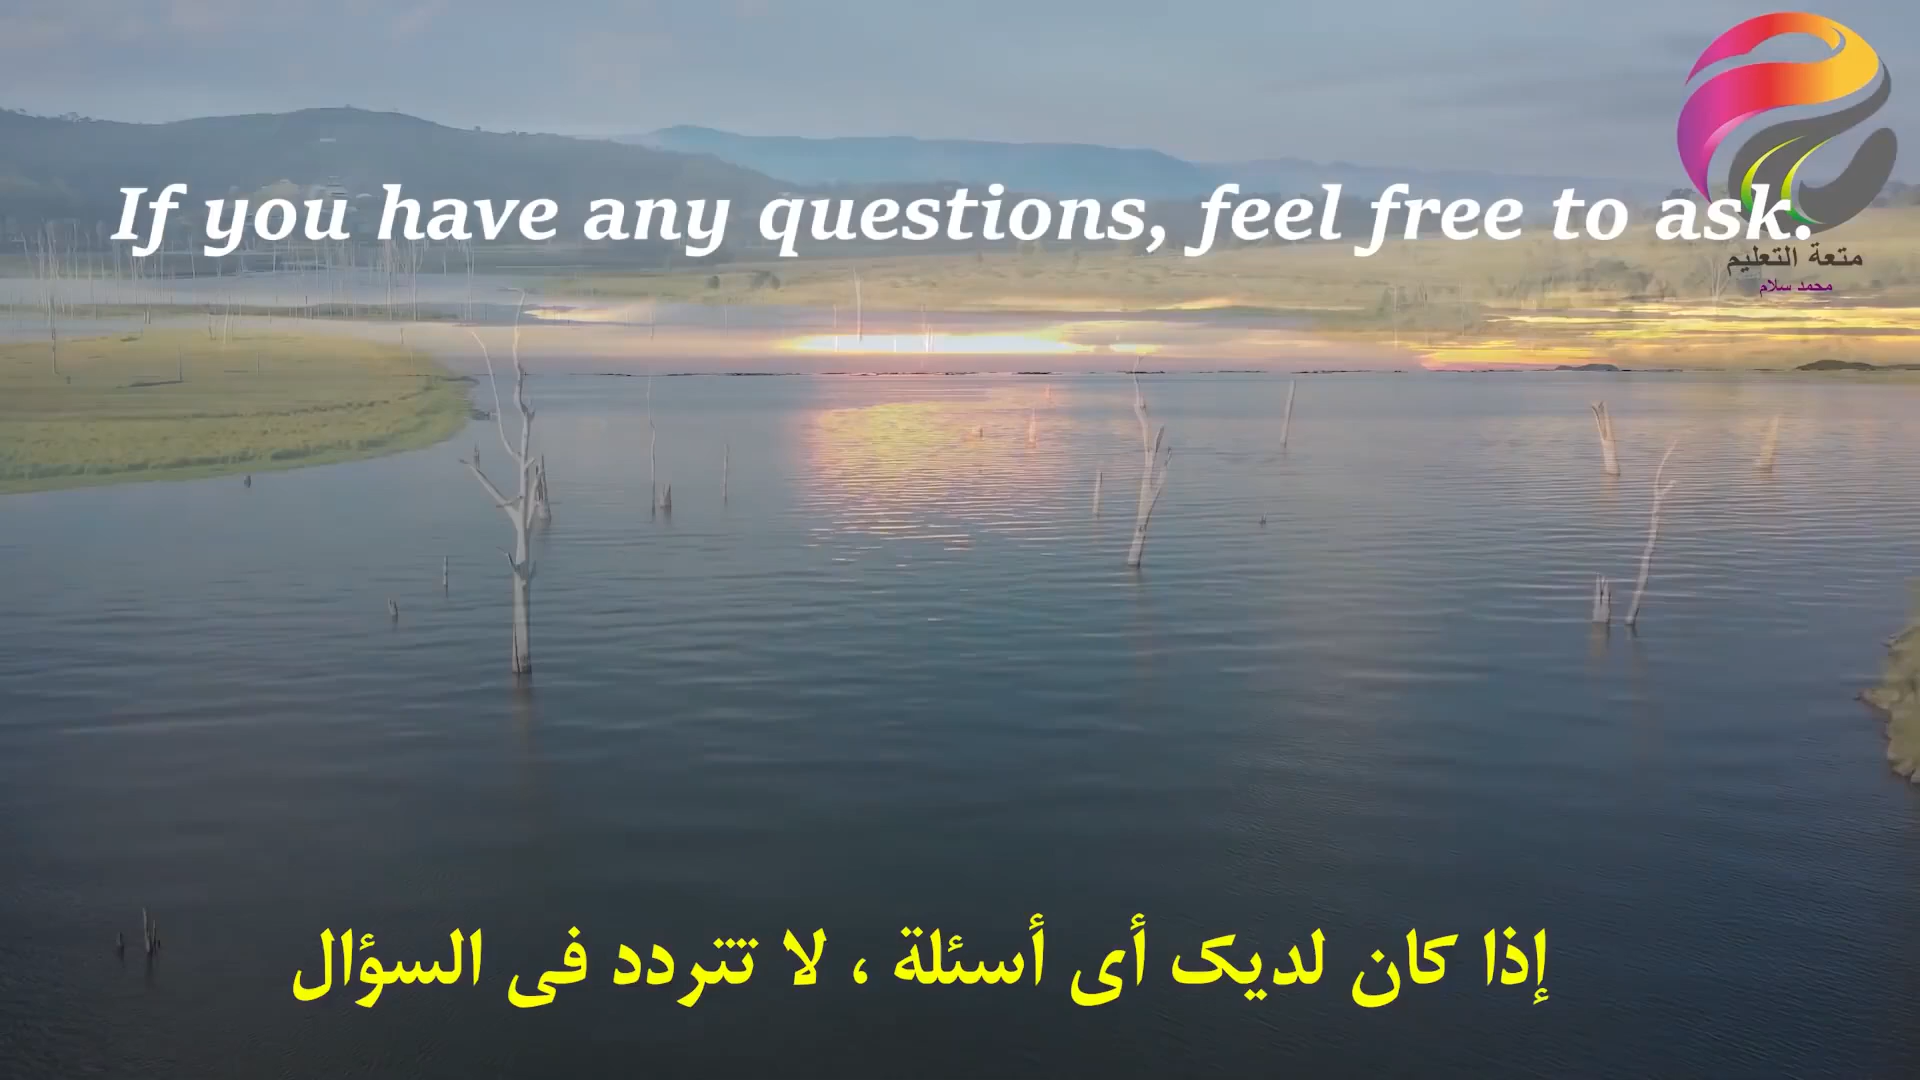 If you have any questions, feel free to ask.
متعة التعليم
محمد سلام
إذا كان لديك أى أسئلة ، لا تتردد فى السؤال